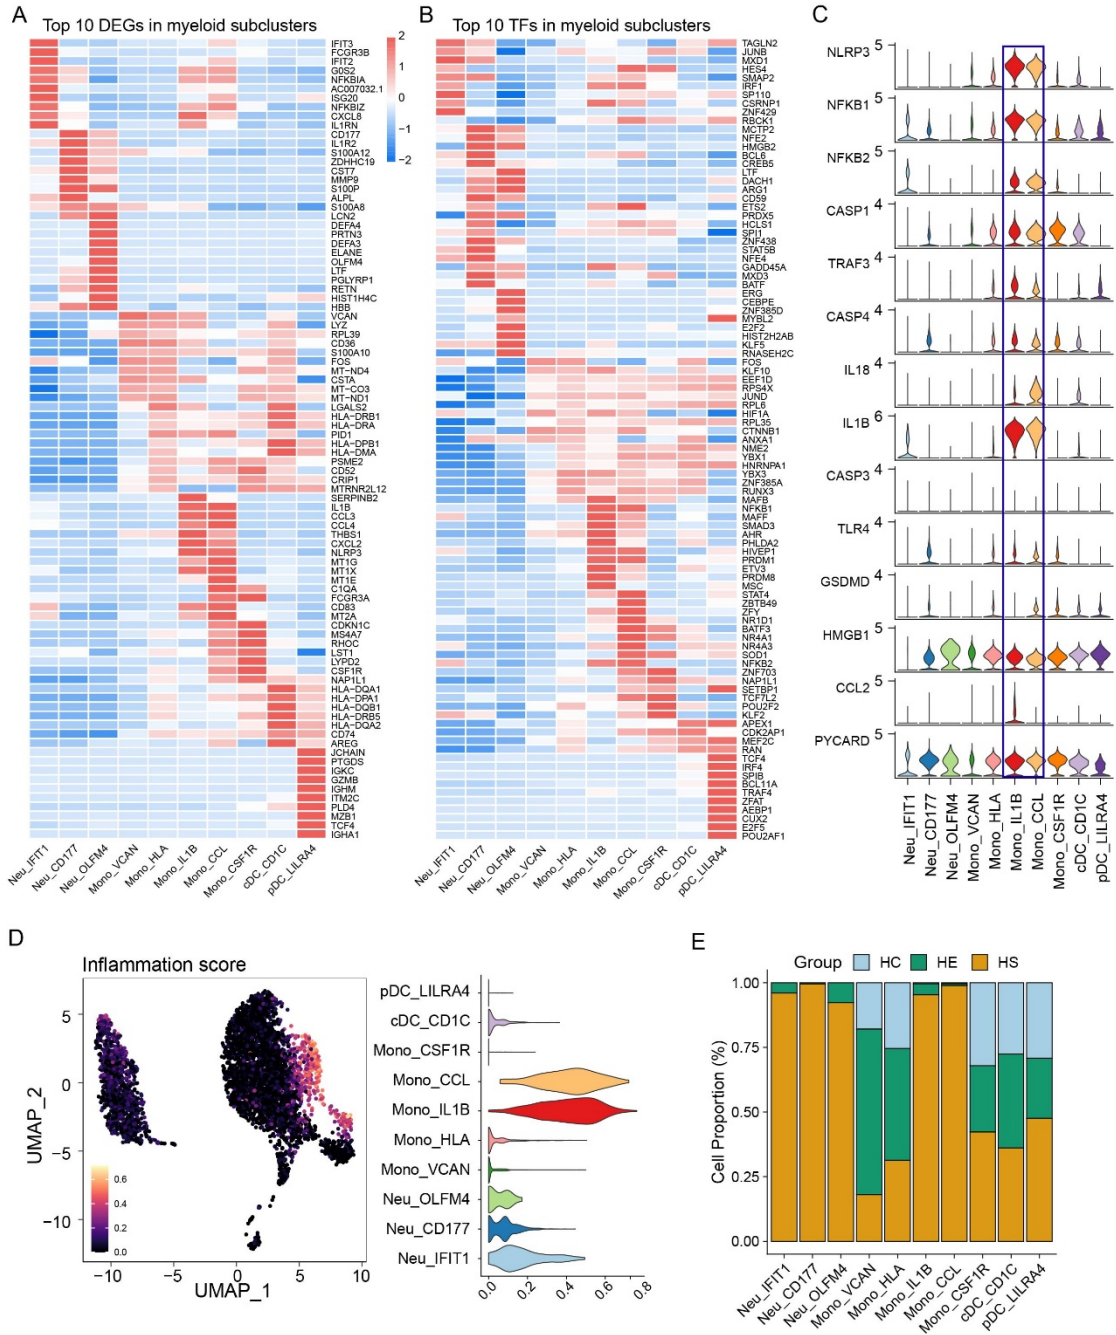 A
Top 10 DEGs in myeloid subclusters
IFIT3
FCGR3B
IFIT2
G0S2
NFKBIA
AC007032.1
ISG20
NFKBIZ
CXCL8
IL1RN
CD177
IL1R2
S100A12
ZDHHC19
CST7
MMP9
S100P
ALPL
S100A8
LCN2
DEFA4
PRTN3
DEFA3
ELANE
OLFM4
LTF
PGLYRP1
RETN
HIST1H4C
HBB
VCAN
LYZ
RPL39
CD36
S100A10
FOS
MT-ND4
CSTA
MT-CO3
MT-ND1
LGALS2
HLA-DRB1
HLA-DRA
PID1
HLA-DPB1
HLA-DMA
PSME2
CD52
CRIP1
MTRNR2L12
SERPINB2
IL1B
CCL3
CCL4
THBS1
CXCL2
NLRP3
MT1G
MT1X
MT1E
C1QA
FCGR3A
CD83
MT2A
CDKN1C
MS4A7
RHOC
LST1
LYPD2
CSF1R
NAP1L1
HLA-DQA1
HLA-DPA1
HLA-DQB1
HLA-DRB5
HLA-DQA2
CD74
AREG
JCHAIN
PTGDS
IGKC
GZMB
IGHM
ITM2C
PLD4
MZB1
TCF4
IGHA1
2
1
0
−1
−2
Neu_IFIT1
Neu_CD177
Neu_OLFM4
Mono_VCAN
Mono_HLA
Mono_IL1B
Mono_CCL
Mono_CSF1R
cDC_CD1C
pDC_LILRA4
B
Top 10 TFs in myeloid subclusters
TAGLN2
JUNB
MXD1
HES4
SMAP2
IRF1
SP110
CSRNP1
ZNF429
RBCK1
MCTP2
NFE2
HMGB2
BCL6
CREB5
LTF
DACH1
ARG1
CD59
ETS2
PRDX5
HCLS1
SPI1
ZNF438
STAT5B
NFE4
GADD45A
MXD3
BATF
ERG
CEBPE
ZNF385D
MYBL2
E2F2
HIST2H2AB
KLF5
RNASEH2C
FOS
KLF10
EEF1D
RPS4X
JUND
RPL6
HIF1A
RPL35
CTNNB1
ANXA1
NME2
YBX1
HNRNPA1
YBX3
ZNF385A
RUNX3
MAFB
NFKB1
MAFF
SMAD3
AHR
PHLDA2
HIVEP1
PRDM1
ETV3
PRDM8
MSC
STAT4
ZBTB49
ZFY
NR1D1
BATF3
NR4A1
NR4A3
SOD1
NFKB2
ZNF703
NAP1L1
SETBP1
TCF7L2
POU2F2
KLF2
APEX1
CDK2AP1
MEF2C
RAN
TCF4
IRF4
SPIB
BCL11A
TRAF4
ZFAT
AEBP1
CUX2
E2F5
POU2AF1
Neu_IFIT1
Neu_CD177
Neu_OLFM4
Mono_VCAN
Mono_HLA
Mono_IL1B
Mono_CCL
Mono_CSF1R
cDC_CD1C
pDC_LILRA4
C
NLRP3 5
NFKB1 5
NFKB2 5
CASP1 4
TRAF3 4
CASP4 4
IL18 4
IL1B 6
CASP3 4
TLR4 4
GSDMD 4
HMGB1 5
CCL2 5
PYCARD 5
Neu_IFIT1
Neu_CD177
Neu_OLFM4
Mono_VCAN
Mono_HLA
Mono_IL1B
Mono_CCL
Mono_CSF1R
cDC_CD1C
pDC_LILRA4
D
Inflammation score
UMAP_2
5
0
−5
−10
0.6
0.4
0.2
0.0
−10 −5 0 5 10
UMAP_1
pDC_LILRA4
cDC_CD1C
Mono_CSF1R
Mono_CCL
Mono_IL1B
Mono_HLA
Mono_VCAN
Neu_OLFM4
Neu_CD177
Neu_IFIT1
0.0 0.2 0.4 0.6 0.8
E
Group HC HE HS
Cell Proportion (%)
1.00
0.75
0.50
0.25
0.00
Neu_IFIT1
Neu_CD177
Neu_OLFM4
Mono_VCAN
Mono_HLA
Mono_IL1B
Mono_CCL
Mono_CSF1R
cDC_CD1C
pDC_LILRA4